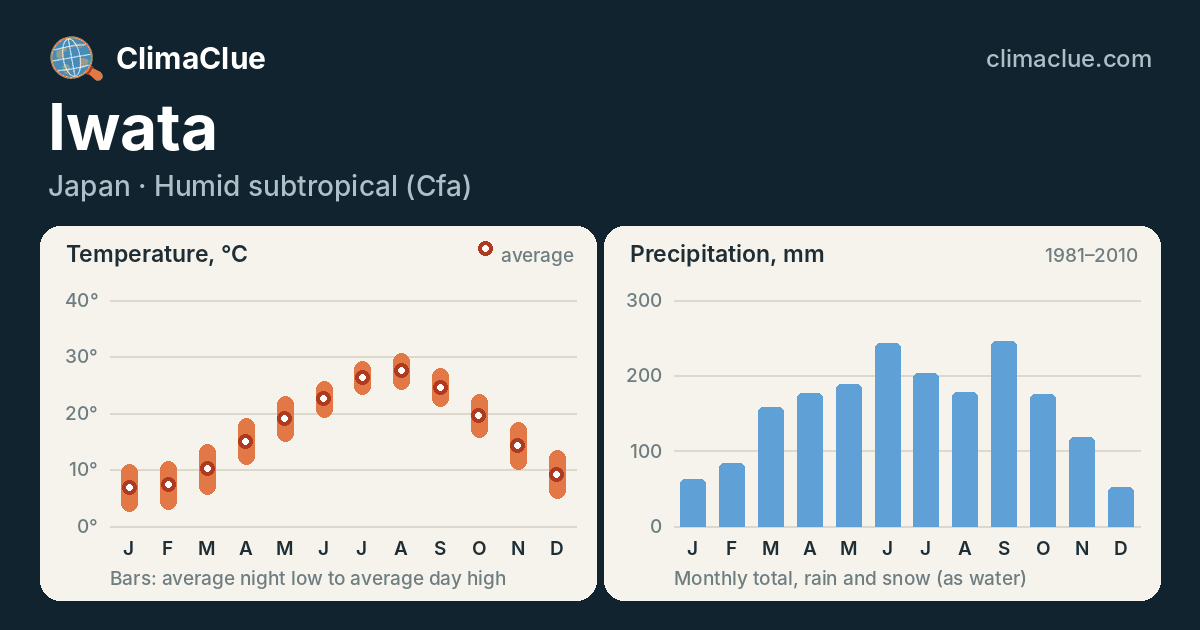 ClimaClue
climaclue.com
Iwata
Japan · Humid subtropical (Cfa)
Temperature, °C
average
40°
30°
20°
10°
0°
J F M A M J J A S O N D
Bars: average night low to average day high
Precipitation, mm
1981–2010
300
200
100
0
J F M A M J J A S O N D
Monthly total, rain and snow (as water)